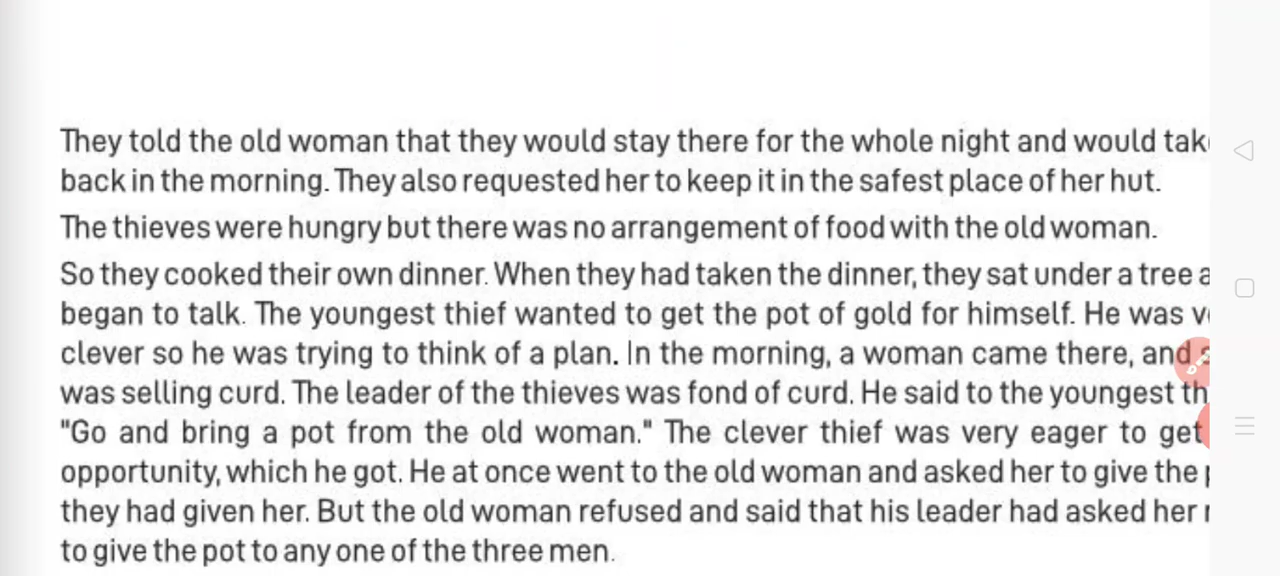 They told the old woman that they would stay there for the whole night and would
back in the morning. They also requested her to keep it in the safest place of her hut.
The thieves were hungry but there was no arrangement of food with the old woman.
So they cooked their own dinner. When they had taken the dinner, they sat under a tree
began to talk. The youngest thief wanted to get the pot of gold for himself. He was
clever so he was trying to think of a plan. In the morning, a woman came there, and
was selling curd. The leader of the thieves was fond of curd. He said to the youngest
"Go and bring a pot from the old woman." The clever thief was very eager to get
opportunity, which he got. He at once went to the old woman and asked her to give the
they had given her. But the old woman refused and said that his leader had asked her
to give the pot to any one of the three men.